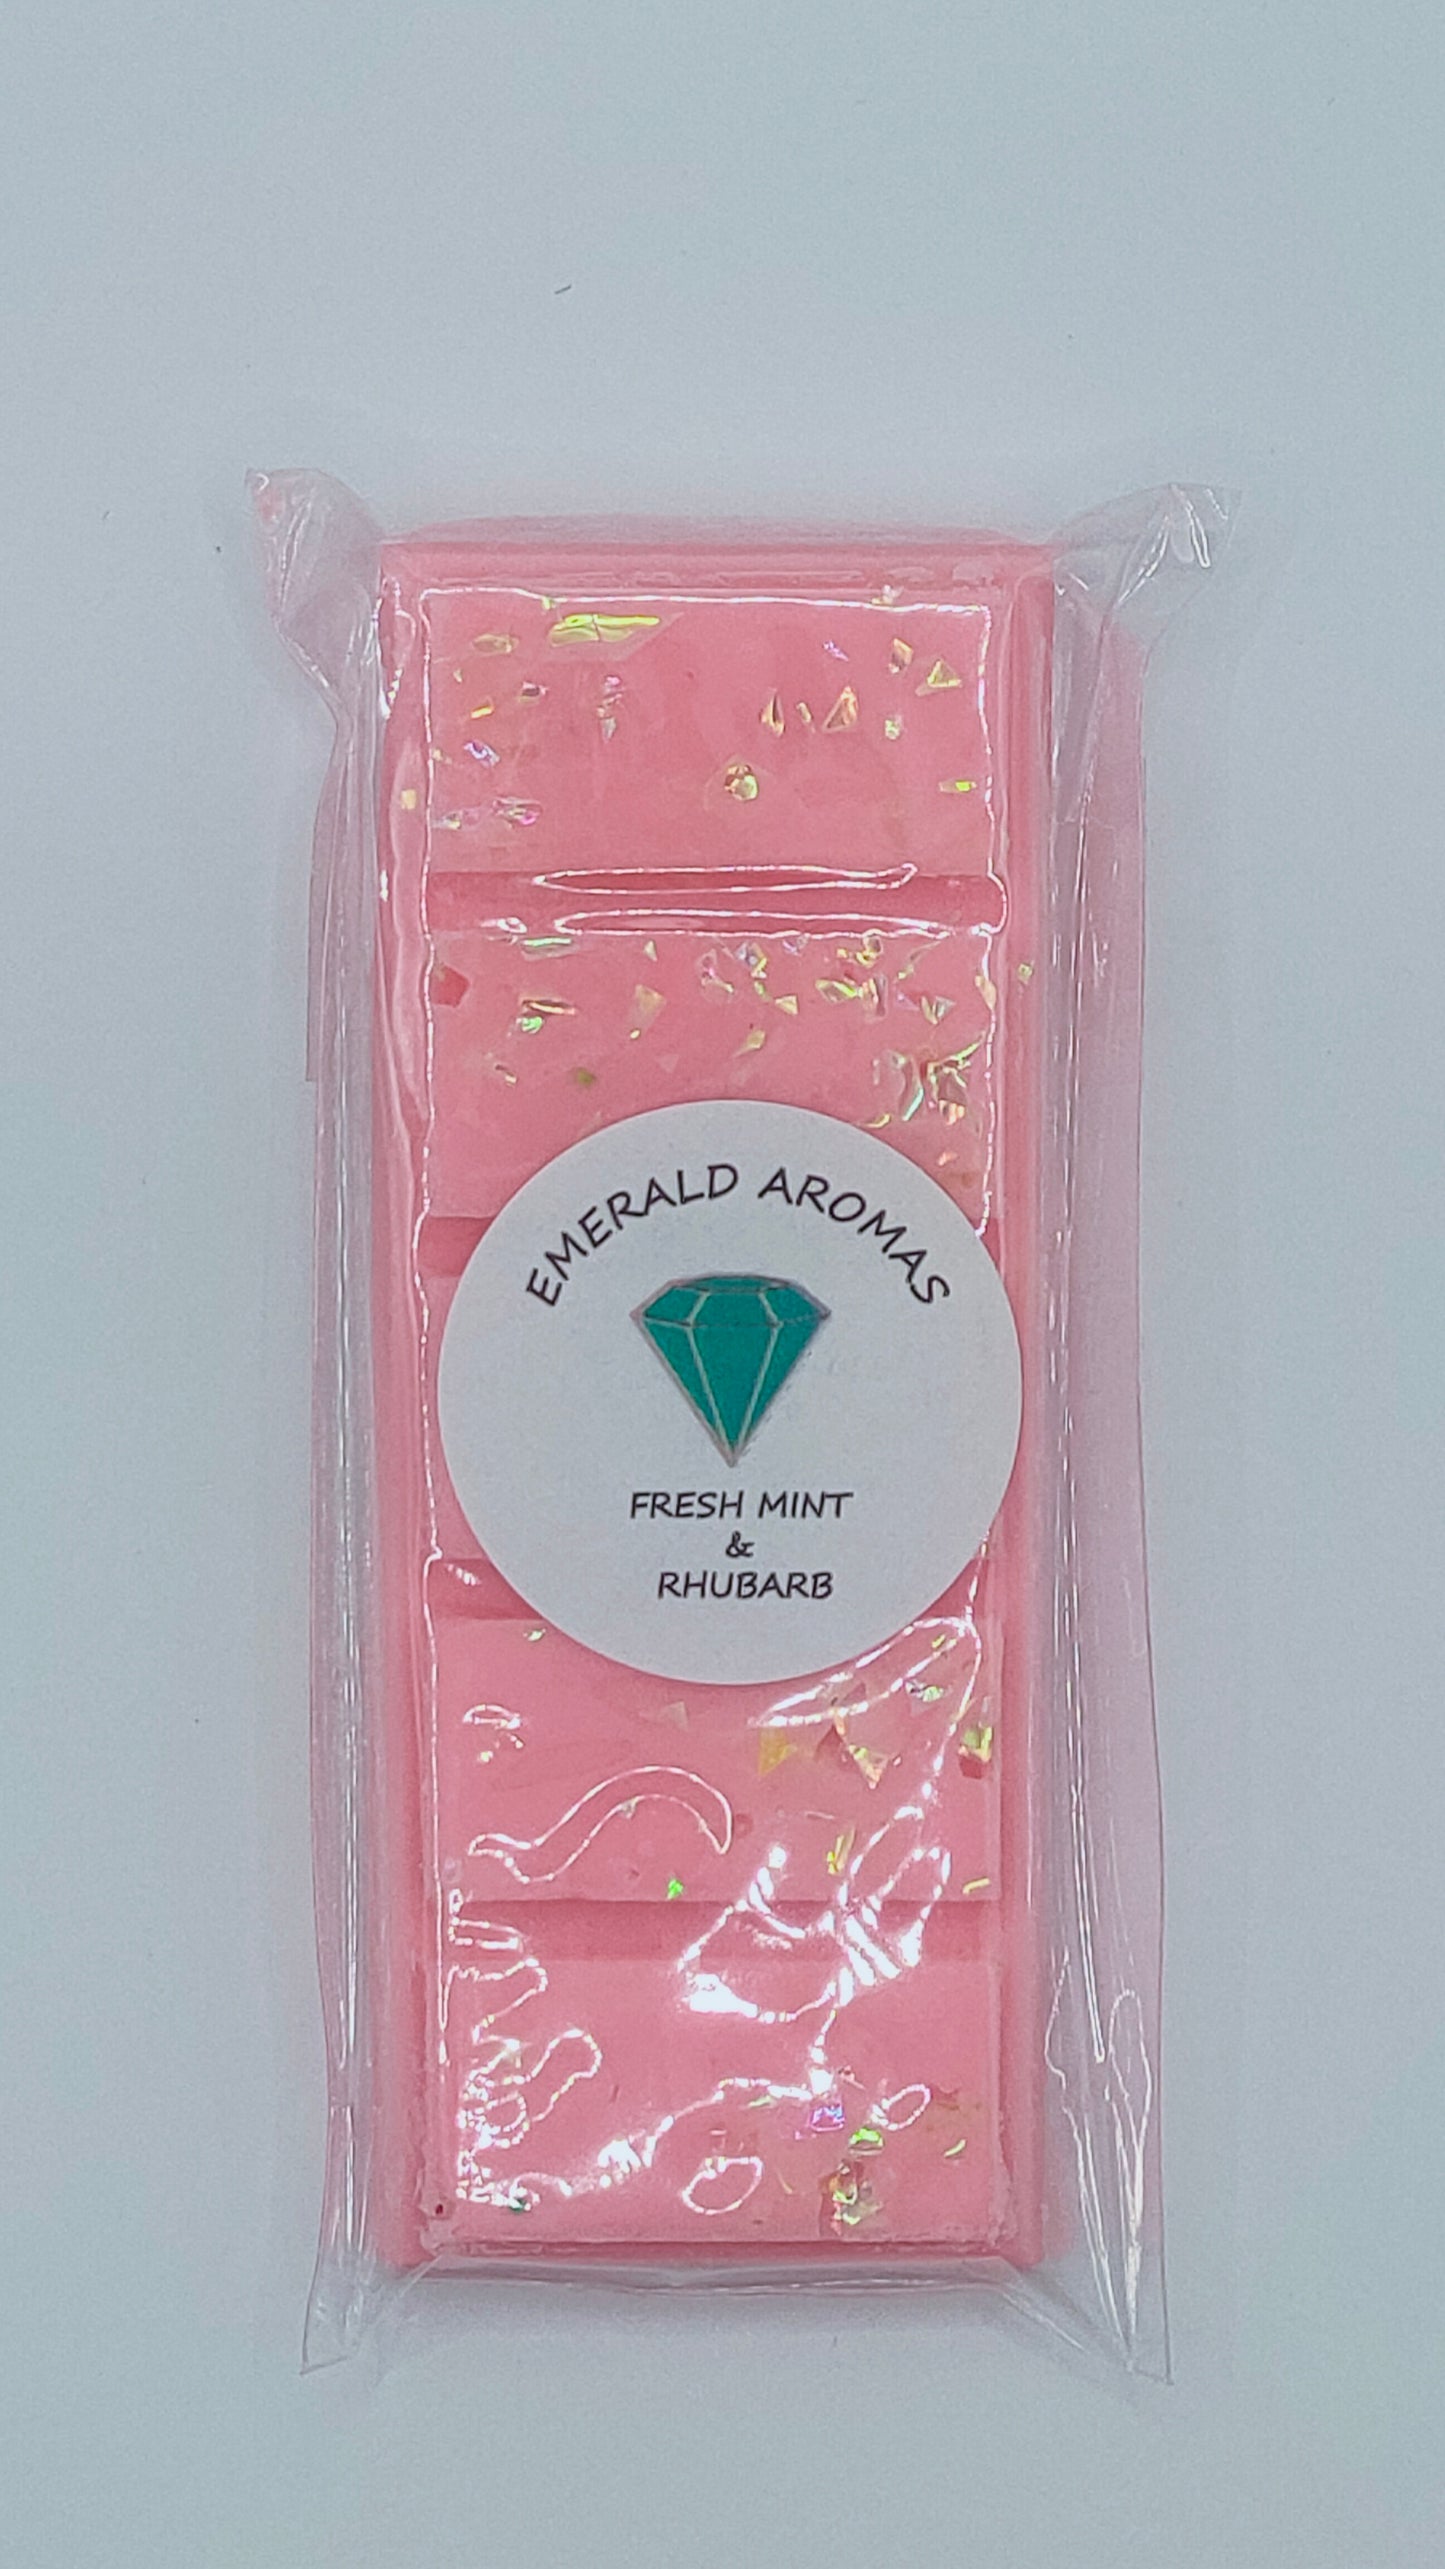 EMERALD AROMAS
FRESH MINT
&
RHUBARB